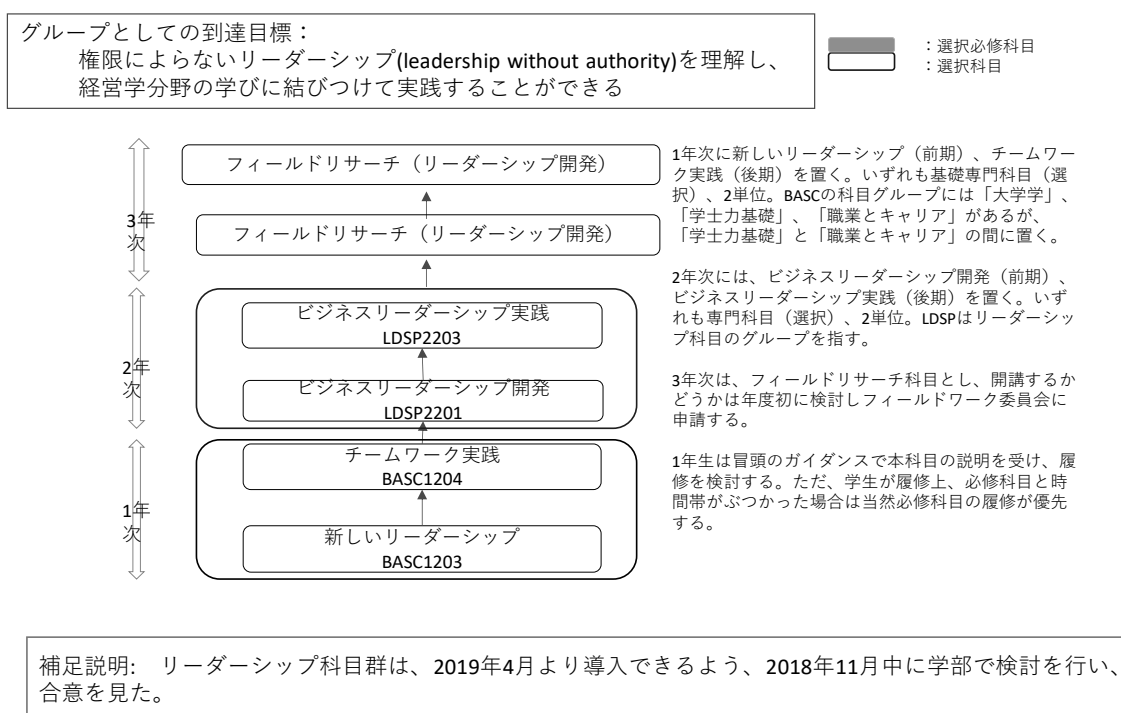 グループとしての到達目標：
権限によらないリーダーシップ(leadership without authority)を理解し、
経営学分野の学びに結びつけて実践することができる
：選択必修科目
：選択科目
フィールドリサーチ（リーダーシップ開発）
フィールドリサーチ（リーダーシップ開発）
3年
次
ビジネスリーダーシップ実践
LDSP2203
ビジネスリーダーシップ開発
LDSP2201
2年
次
チームワーク実践
BASC1204
新しいリーダーシップ
BASC1203
1年
次
1年次に新しいリーダーシップ（前期）、チームワー
ク実践（後期）を置く。いずれも基礎専門科目（選
択）、2単位。BASCの科目グループには「大学学」、
「学士力基礎」、「職業とキャリア」があるが、
「学士力基礎」と「職業とキャリア」の間に置く。
2年次には、ビジネスリーダーシップ開発（前期）、
ビジネスリーダーシップ実践（後期）を置く。いず
れも専門科目（選択）、2単位。LDSPはリーダーシッ
プ科目のグループを指す。
3年次は、フィールドリサーチ科目とし、開講するか
どうかは年度初に検討しフィールドワーク委員会に
申請する。
1年生は冒頭のガイダンスで本科目の説明を受け、履
修を検討する。ただ、学生が履修上、必修科目と時
間帯がぶつかった場合は当然必修科目の履修が優先
する。
補足説明:　リーダーシップ科目群は、2019年4月より導入できるよう、2018年11月中に学部で検討を行い、
合意を見た。